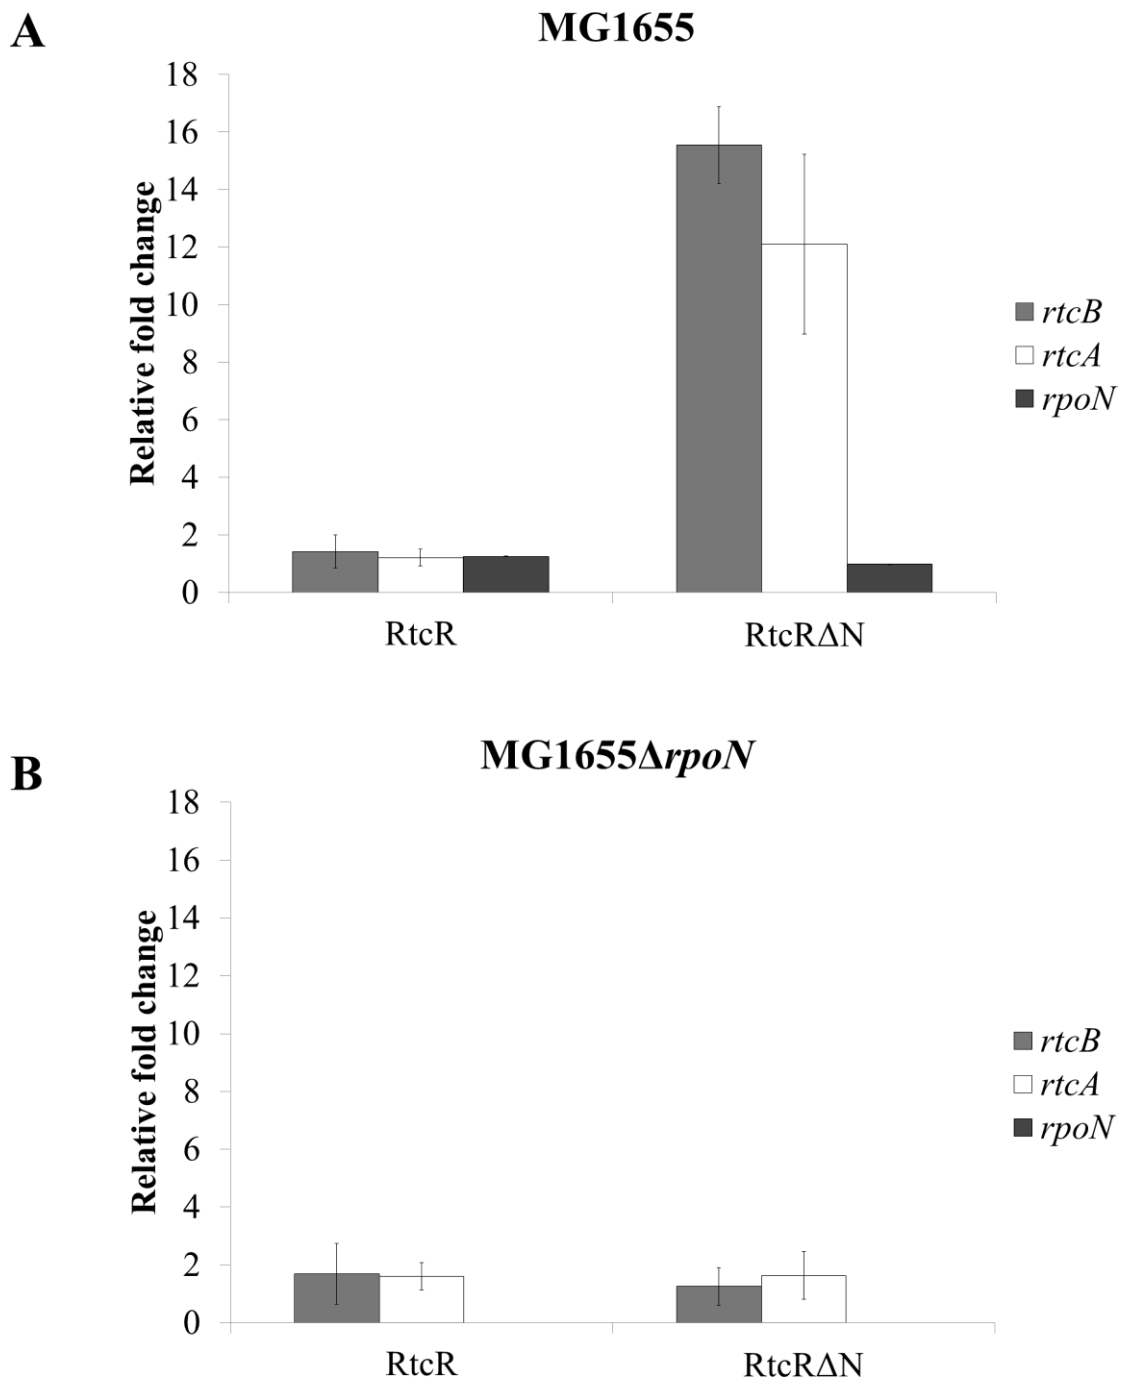 A
MG1655
Relative fold change
18
16
14
12
10
8
6
4
2
0
RtcR
RtcRΔN
rtcB
rtcA
rpoN
B
MG1655ΔrpoN
Relative fold change
18
16
14
12
10
8
6
4
2
0
RtcR
RtcRΔN
rtcB
rtcA
rpoN